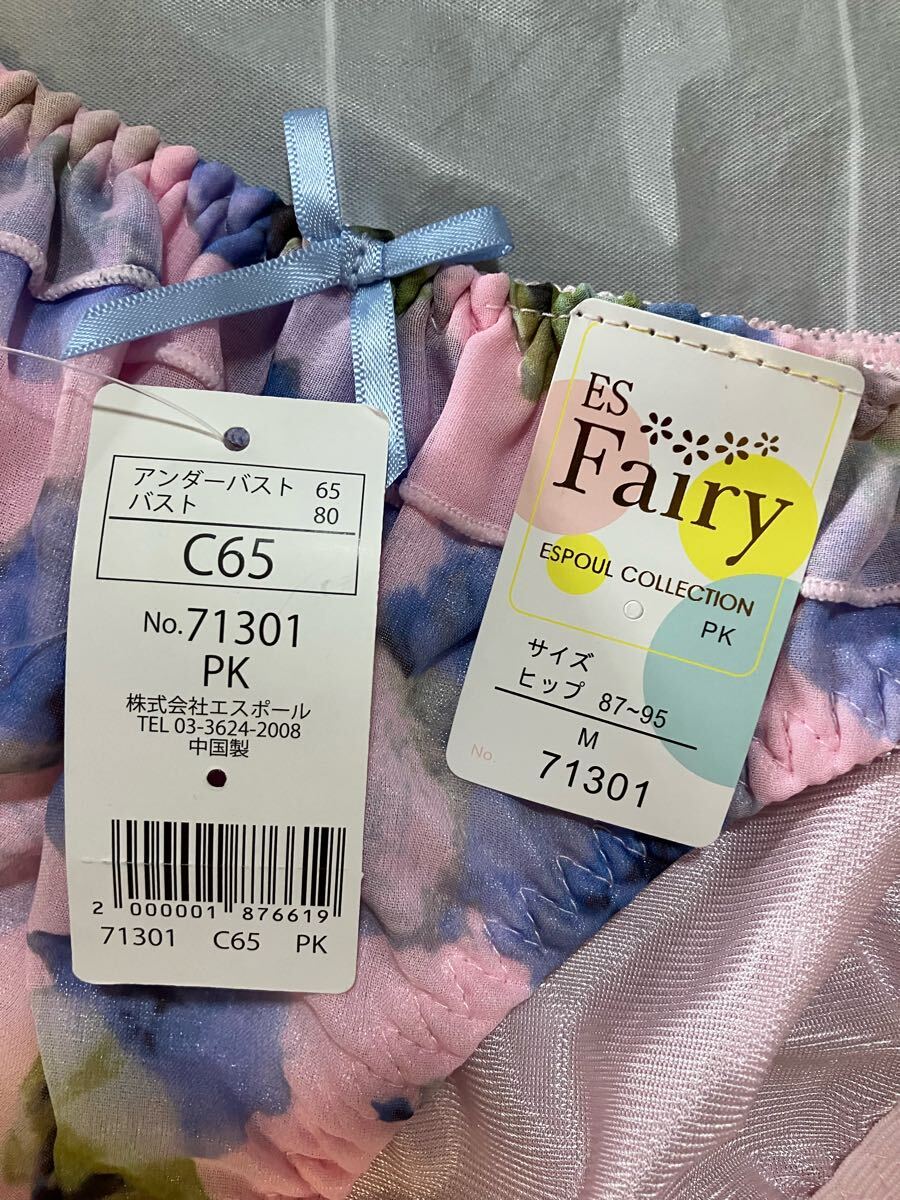 アンダーバスト 65
バスト 80
C65
No.71301
PK
株式会社エスポール
TEL 03-3624-2008
中国製
2 000001 876619
71301 C65 PK
ES
Fairy
ESPOUL COLLECTION
PK
サイズ
ヒップ 87~95
M
No. 71301